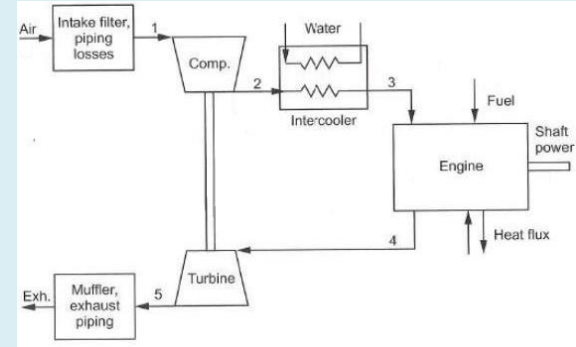 Air
Intake filter,
piping
losses
1
Comp.
2
Water
Intercooler
3
Fuel
Engine
Shaft
power
Heat flux
4
Turbine
5
Muffler,
exhaust
piping
Exh.